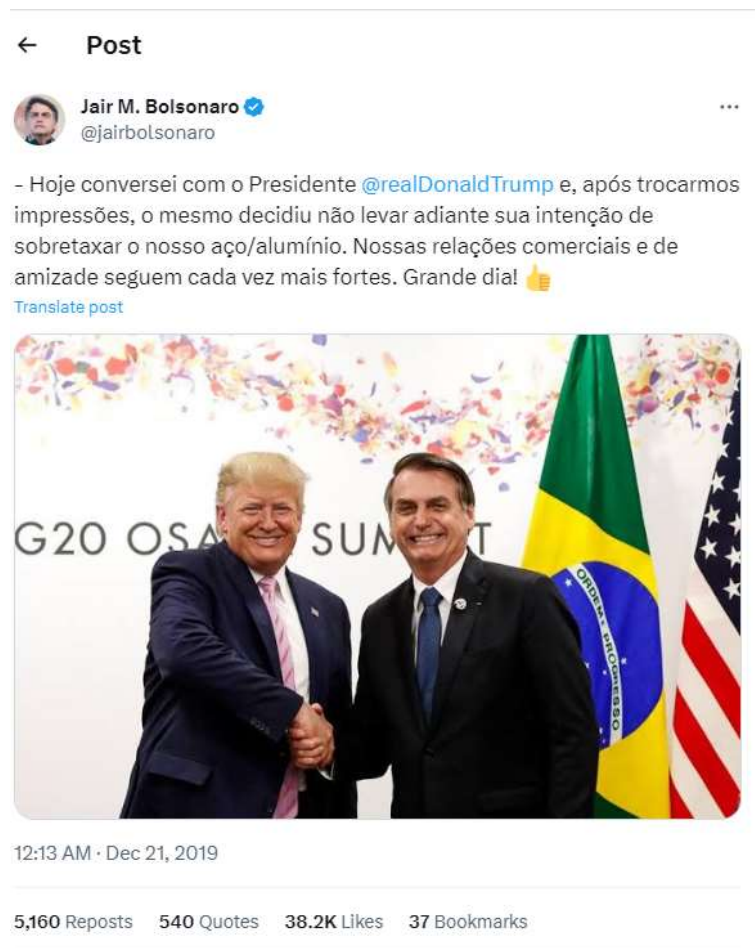 Post
Jair M. Bolsonaro
@jairbolsonaro
- Hoje conversei com o Presidente @realDonaldTrump e, após trocarmos
impressões, o mesmo decidiu não levar adiante sua intenção de
sobretaxar o nosso aço/alumínio. Nossas relações comerciais e de
amizade seguem cada vez mais fortes. Grande dia! 👍
Translate post
G20 OSA SUM T
ORDEM E PROGRESSO
12:13 AM · Dec 21, 2019
5,160 Reposts 540 Quotes 38.2K Likes 37 Bookmarks